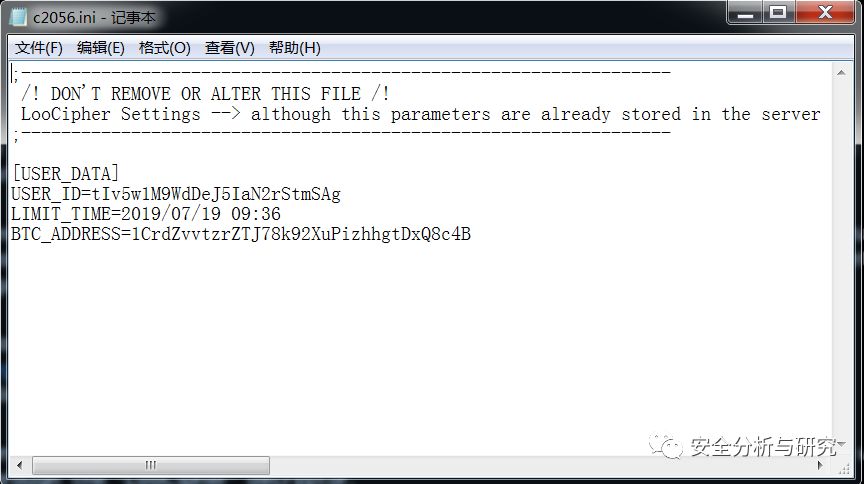 c2056.ini - 记事本
文件(F) 编辑(E) 格式(O) 查看(V) 帮助(H)
;-----------------------------------------------------------------
/! DON'T REMOVE OR ALTER THIS FILE /!
LooCipher Settings --> although this parameters are already stored in the server
;-----------------------------------------------------------------
[USER_DATA]
USER_ID=tIv5wlM9WdDeJ5IaN2rStmSAg
LIMIT_TIME=2019/07/19 09:36
BTC_ADDRESS=1CrdZvvtzrZTJ78k92XuPizhhgtDxQ8c4B
安全分析与研究